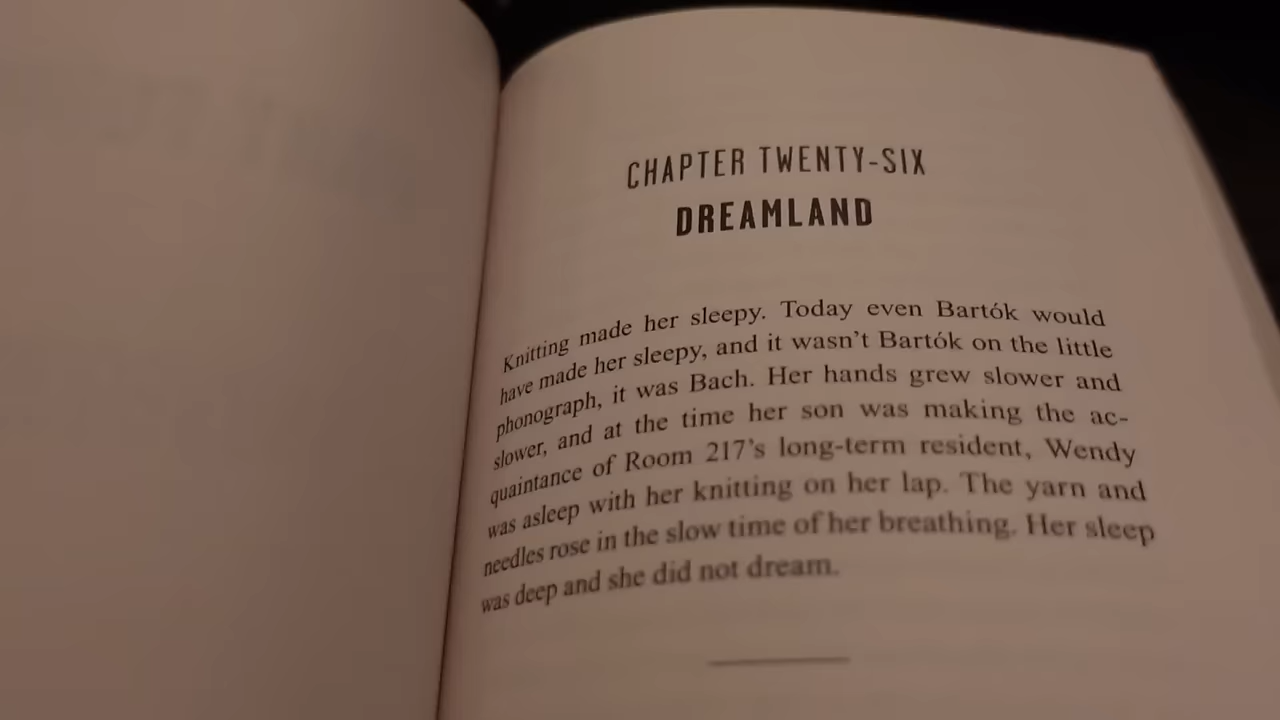 CHAPTER TWENTY-SIX
DREAMLAND
Knitting made her sleepy. Today even Bartók would
have made her sleepy, and it wasn’t Bartók on the little
phonograph, it was Bach. Her hands grew slower and
slower, and at the time her son was making the ac-
quaintance of Room 217’s long-term resident, Wendy
was asleep with her knitting on her lap. The yarn and
needles rose in the slow time of her breathing. Her sleep
was deep and she did not dream.